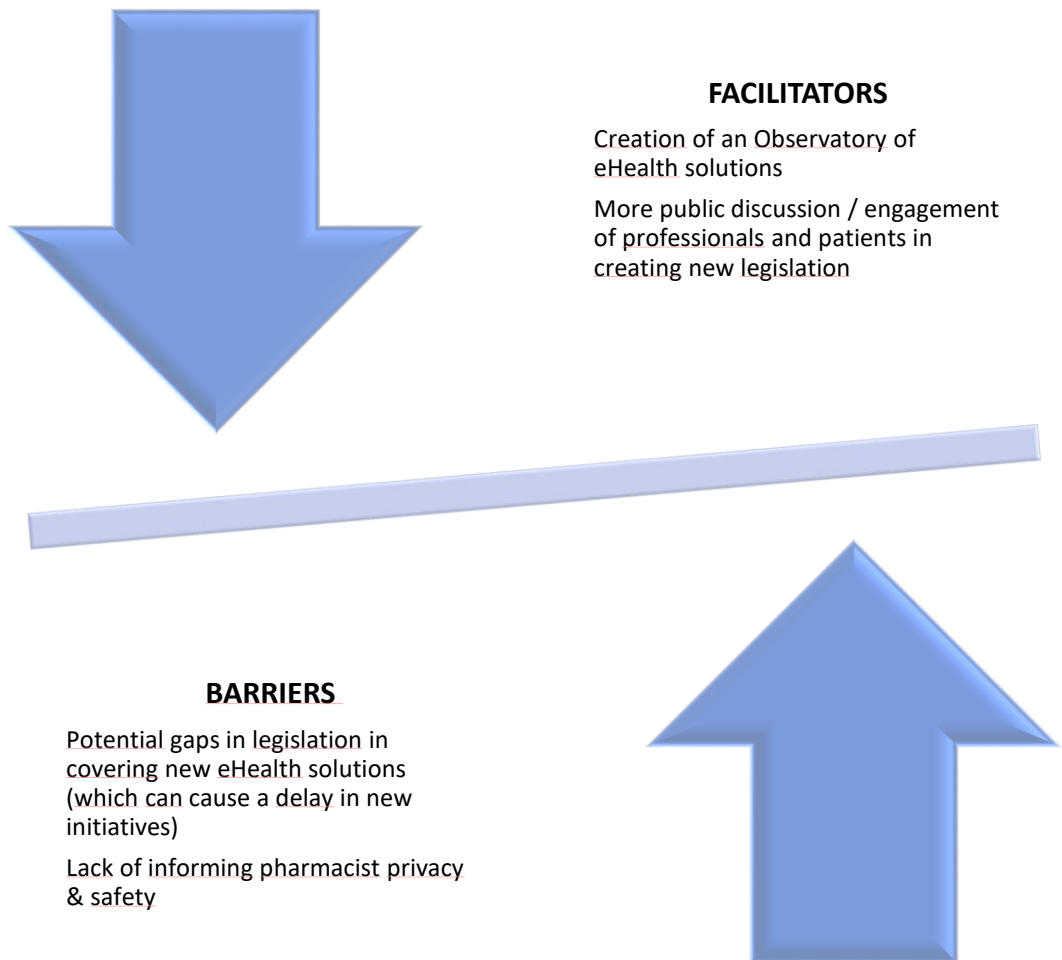 FACILITATORS
Creation of an Observatory of
eHealth solutions
More public discussion / engagement
of professionals and patients in
creating new legislation
BARRIERS
Potential gaps in legislation in
covering new eHealth solutions
(which can cause a delay in new
initiatives)
Lack of informing pharmacist privacy
& safety